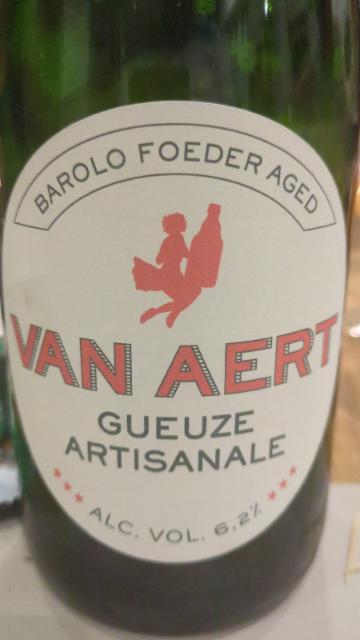 BAROLO FOEDER AGED
VAN AERT
GUEUZE
ARTISANALE
ALC. VOL. 6,2%